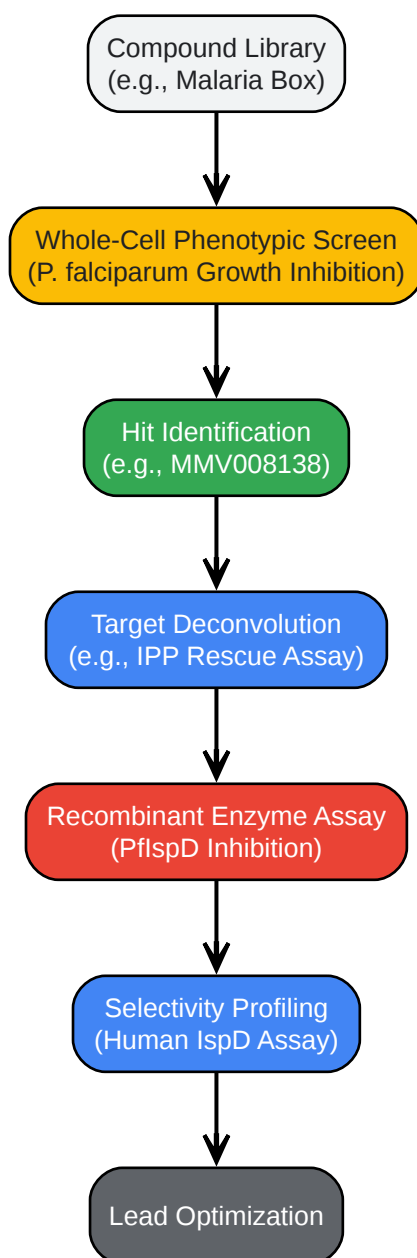 Compound Library
(e.g., Malaria Box)
Whole-Cell Phenotypic Screen
(P. falciparum Growth Inhibition)
Hit Identification
(e.g., MMV008138)
Target Deconvolution
(e.g., IPP Rescue Assay)
Recombinant Enzyme Assay
(PfIspD Inhibition)
Selectivity Profiling
(Human IspD Assay)
Lead Optimization